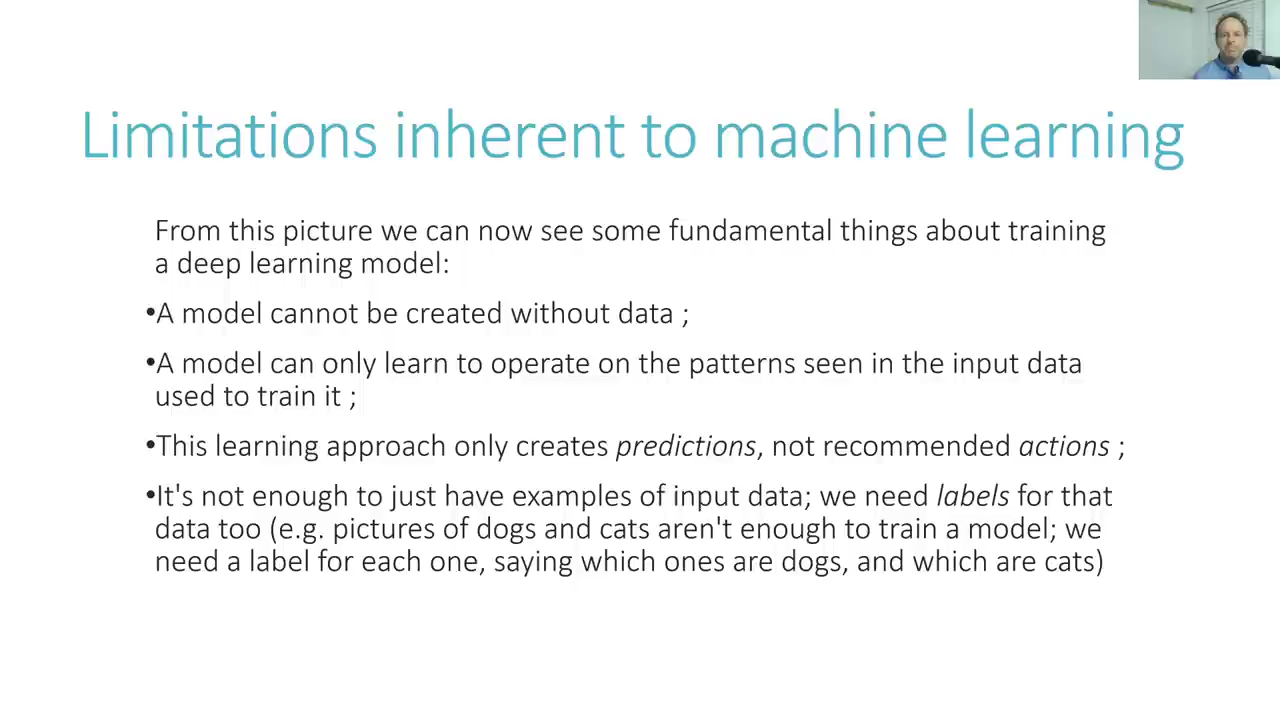 Limitations inherent to machine learning
From this picture we can now see some fundamental things about training
a deep learning model:
•A model cannot be created without data ;
•A model can only learn to operate on the patterns seen in the input data
used to train it ;
•This learning approach only creates predictions, not recommended actions ;
•It's not enough to just have examples of input data; we need labels for that
data too (e.g. pictures of dogs and cats aren't enough to train a model; we
need a label for each one, saying which ones are dogs, and which are cats)